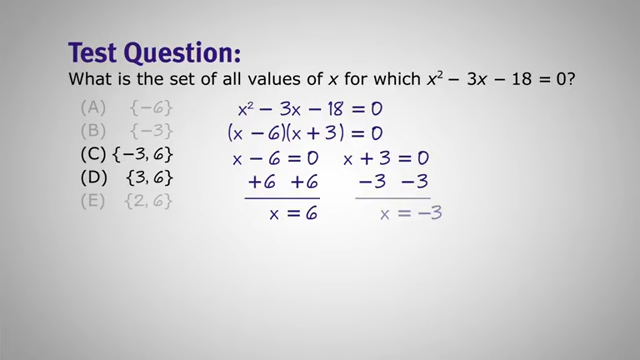 Test Question:
What is the set of all values of x for which x² − 3x − 18 = 0?
(A) {−6}
(B) {−3}
(C) {−3, 6}
(D) {3, 6}
(E) {2, 6}
x² − 3x − 18 = 0
(x − 6)(x + 3) = 0
x − 6 = 0 x + 3 = 0
+6 +6 −3 −3
x = 6 x = −3